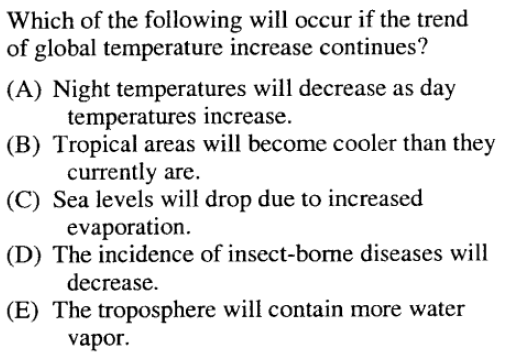 Which of the following will occur if the trend
of global temperature increase continues?
(A) Night temperatures will decrease as day
temperatures increase.
(B) Tropical areas will become cooler than they
currently are.
(C) Sea levels will drop due to increased
evaporation.
(D) The incidence of insect-borne diseases will
decrease.
(E) The troposphere will contain more water
vapor.